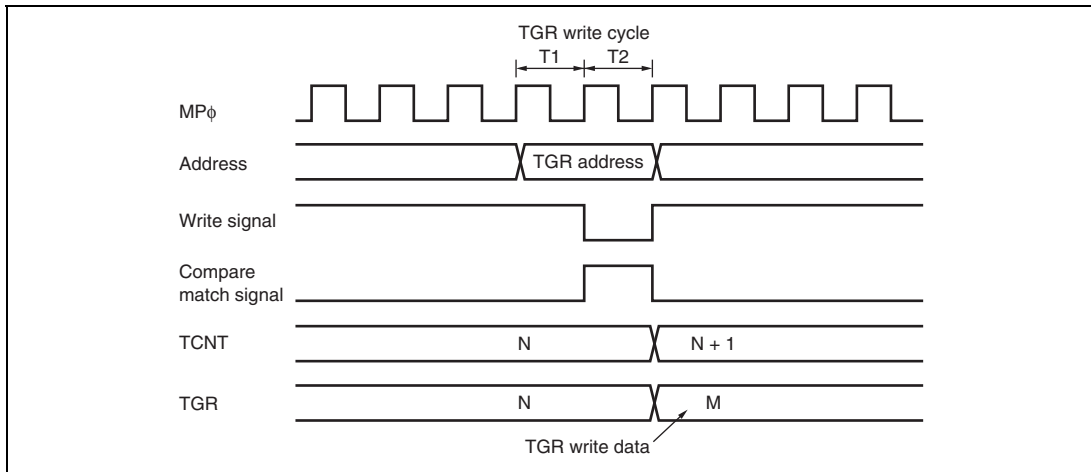 TGR write cycle
T1 T2
MPϕ
Address
TGR address
Write signal
Compare
match signal
TCNT
N
N + 1
TGR
N
M
TGR write data